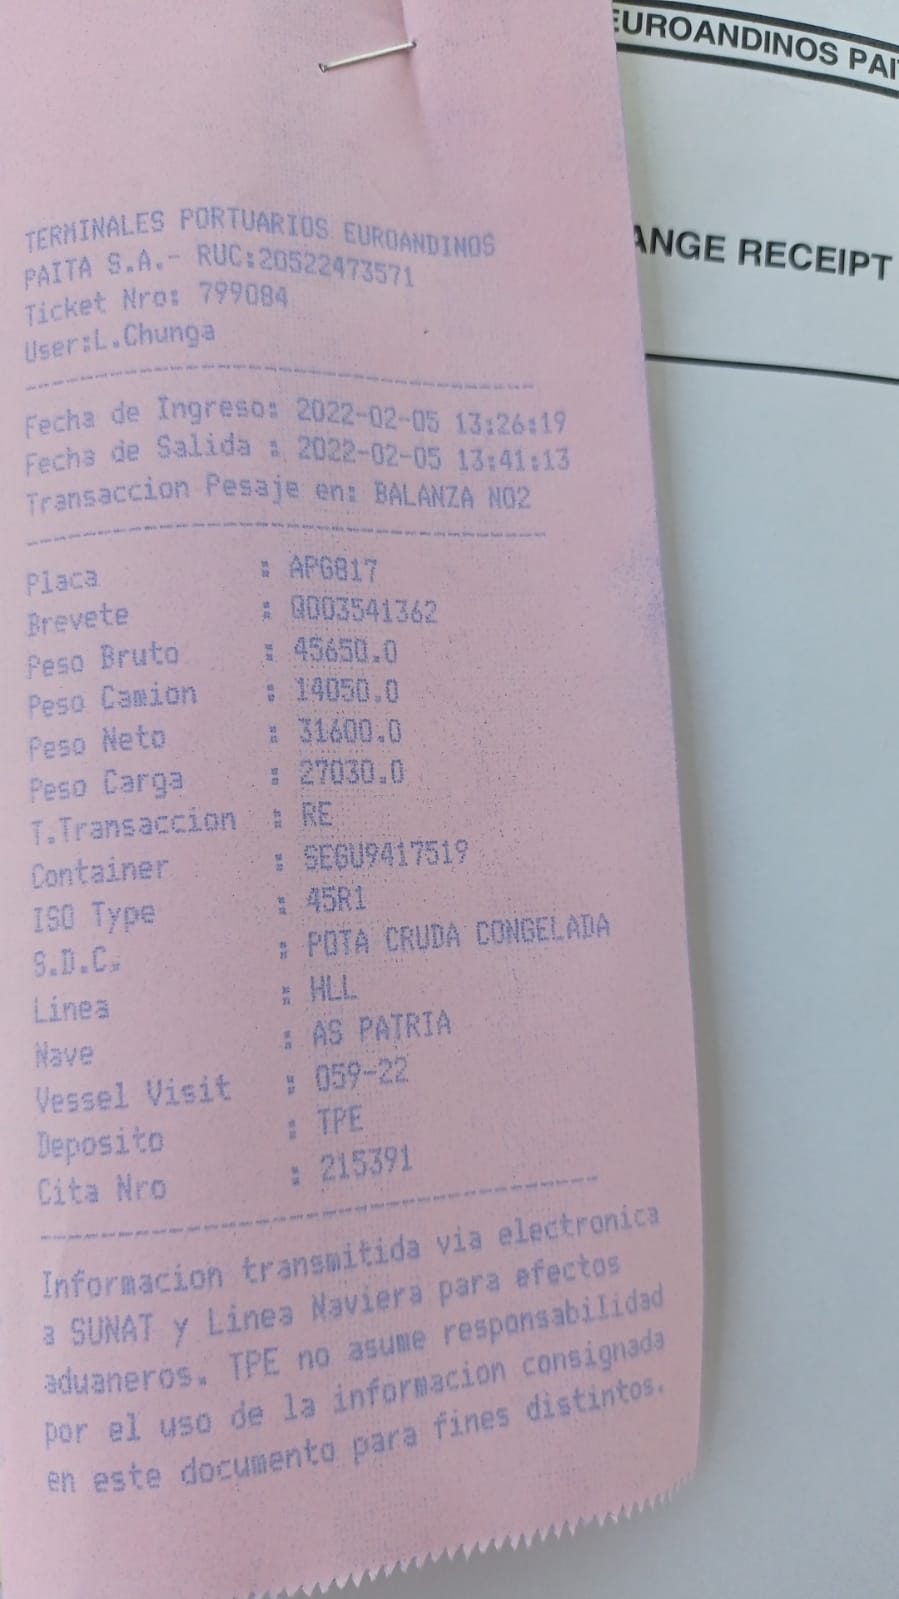 EUROANDINOS PAI
ANGE RECEIPT
TERMINALES PORTUARIOS EUROANDINOS
PAITA S.A.- RUC:20522473571
Ticket Nro: 799084
User:L.Chunga
Fecha de Ingreso: 2022-02-05 13:26:19
Fecha de Salida : 2022-02-05 13:41:13
Transaccion Pesaje en: BALANZA NO2
Placa : APG817
Brevete : Q003541362
Peso Bruto : 45650.0
Peso Camion : 14050.0
Peso Neto : 31600.0
Peso Carga : 27030.0
T.Transaccion : RE
Container : SEGU9417519
ISO Type : 45R1
S.D.C. : POTA CRUDA CONGELADA
Linea : HLL
Nave : AS PATRIA
Vessel Visit : 059-22
Deposito : TPE
Cita Nro : 215391
Informacion transmitida via electronica
a SUNAT y Linea Naviera para efectos
aduaneros. TPE no asume responsabilidad
por el uso de la informacion consignada
en este documento para fines distintos.